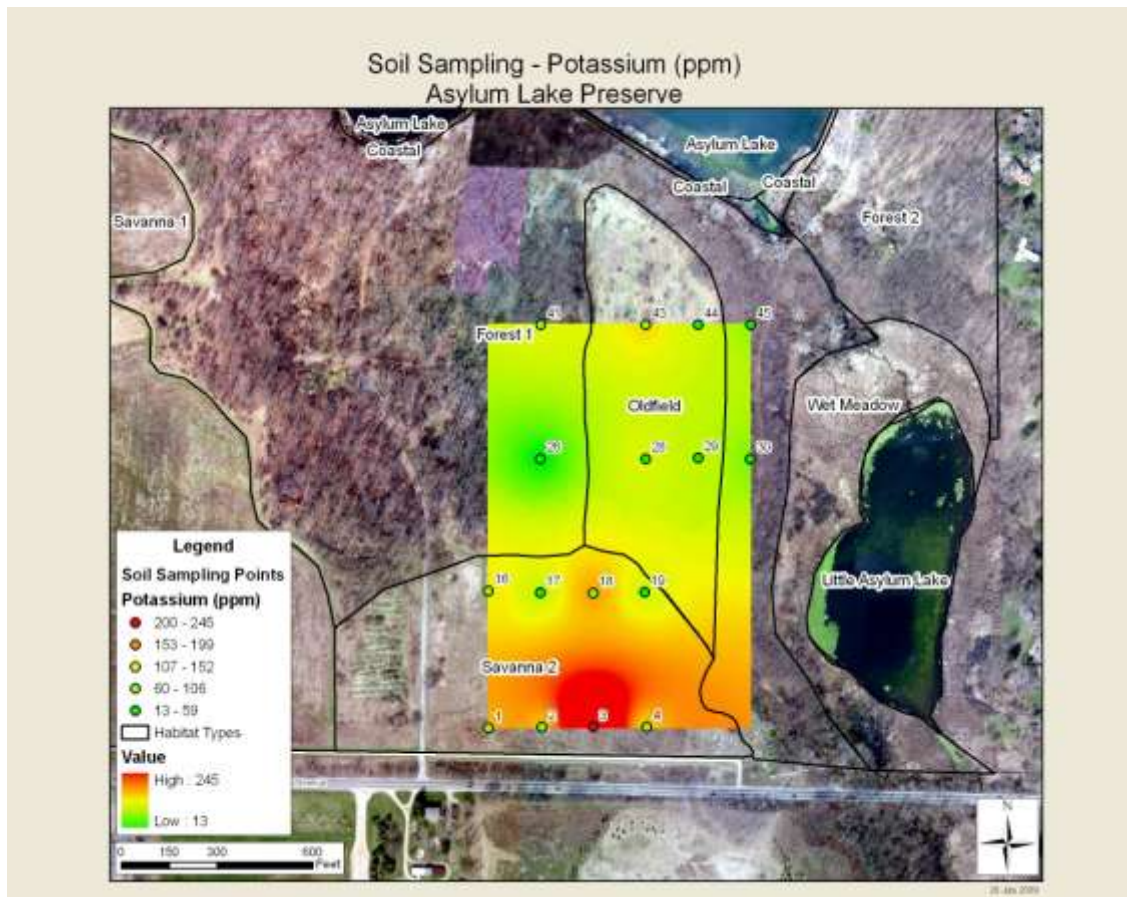 Soil Sampling - Potassium (ppm)
Asylum Lake Preserve
Asylum Lake
Coastal
Asylum Lake
Coastal
Coastal
Savanna 1
Forest 2
41
43
44
45
Forest 1
Oldfield
Wet Meadow
26
28
29
30
Little Asylum Lake
16
17
18
19
Savanna 2
1
2
3
4
Legend
Soil Sampling Points
Potassium (ppm)
200 - 245
153 - 199
107 - 152
60 - 106
13 - 59
Habitat Types
Value
High : 245
Low : 13
0 150 300 600
Feet
N